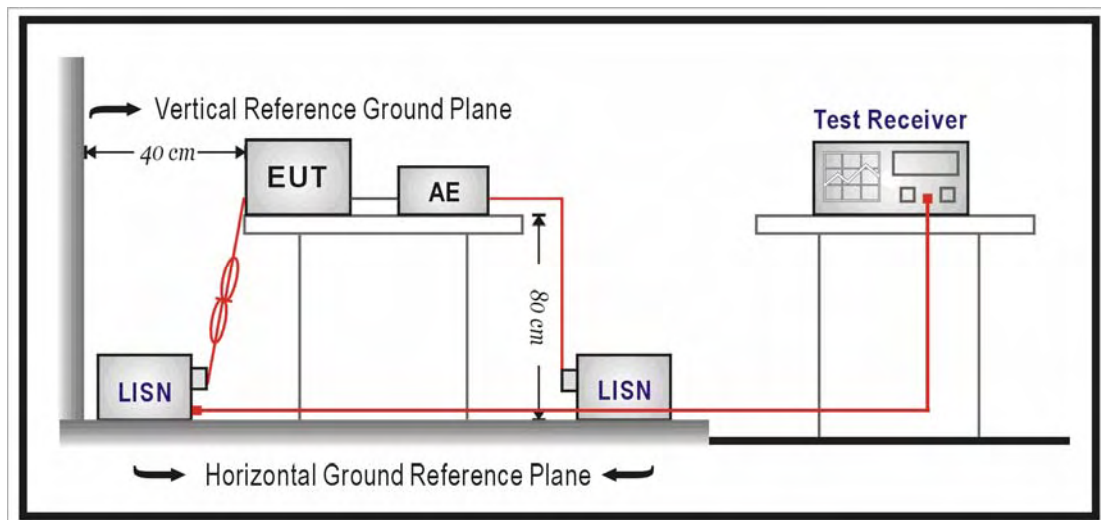 Vertical Reference Ground Plane
Test Receiver
40 cm
EUT
AE
80 cm
LISN
LISN
Horizontal Ground Reference Plane